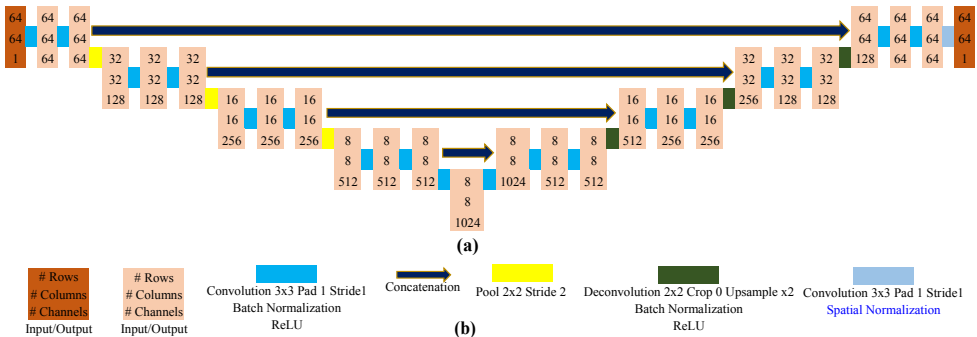 64 64 64 64 64 64 64
64 64 64 64 64 64 64
1 64 64 128 64 64 1
32 32 32 32 32 32
32 32 32 32 32 32
128 128 128 256 128 128
16 16 16 16 16 16
16 16 16 16 16 16
256 256 256 512 256 256
8 8 8 8 8 8
8 8 8 8 8 8
512 512 512 1024 512 512
8
8
1024
(a)
# Rows
# Columns
# Channels
Input/Output
# Rows
# Columns
# Channels
Input/Output
Convolution 3x3 Pad 1 Stride1
Batch Normalization
ReLU
Concatenation
Pool 2x2 Stride 2
Deconvolution 2x2 Crop 0 Upsample x2
Batch Normalization
ReLU
Convolution 3x3 Pad 1 Stride1
Spatial Normalization
(b)